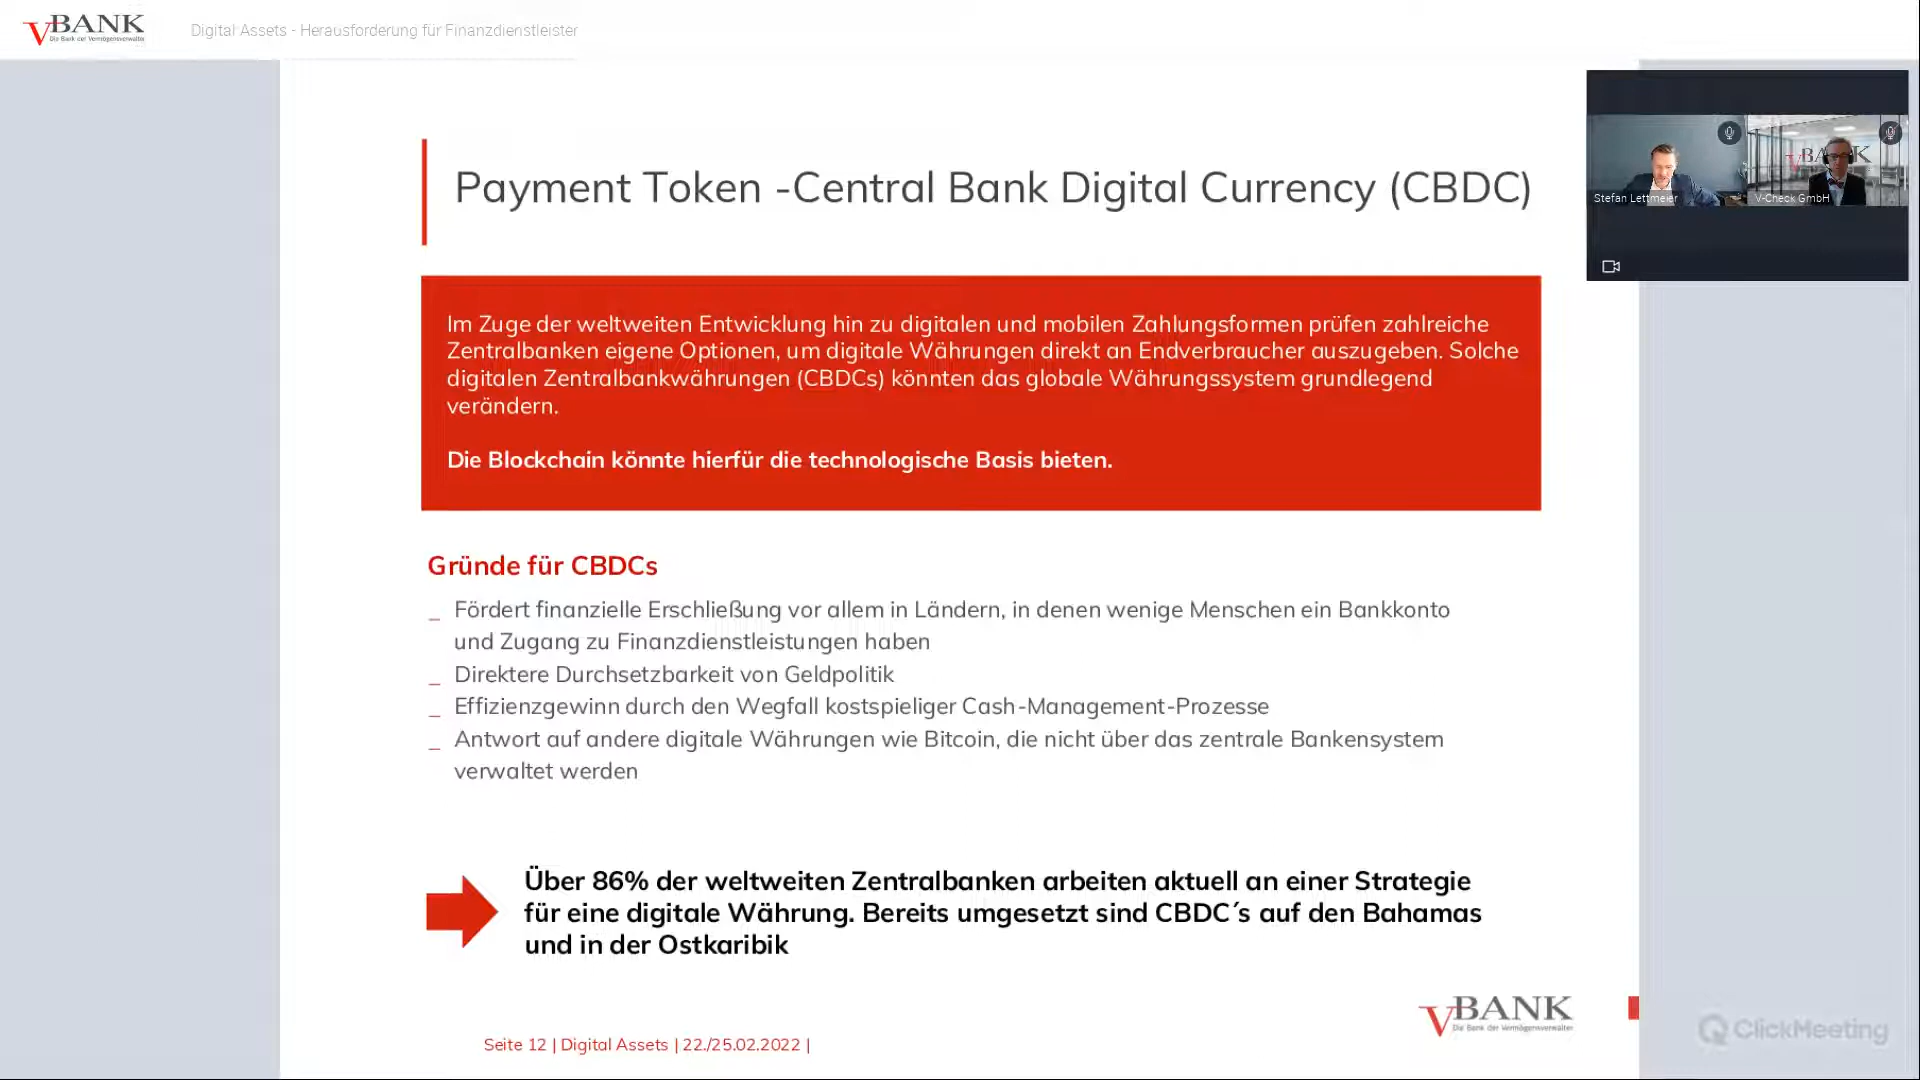 VBANK
Die Bank der Vermögensverwalter
Digital Assets - Herausforderung für Finanzdienstleister
Payment Token -Central Bank Digital Currency (CBDC)
Stefan Lettmeier
V-Check GmbH
Im Zuge der weltweiten Entwicklung hin zu digitalen und mobilen Zahlungsformen prüfen zahlreiche
Zentralbanken eigene Optionen, um digitale Währungen direkt an Endverbraucher auszugeben. Solche
digitalen Zentralbankwährungen (CBDCs) könnten das globale Währungssystem grundlegend
verändern.
Die Blockchain könnte hierfür die technologische Basis bieten.
Gründe für CBDCs
_ Fördert finanzielle Erschließung vor allem in Ländern, in denen wenige Menschen ein Bankkonto
und Zugang zu Finanzdienstleistungen haben
_ Direktere Durchsetzbarkeit von Geldpolitik
_ Effizienzgewinn durch den Wegfall kostspieliger Cash-Management-Prozesse
_ Antwort auf andere digitale Währungen wie Bitcoin, die nicht über das zentrale Bankensystem
verwaltet werden
Über 86% der weltweiten Zentralbanken arbeiten aktuell an einer Strategie
für eine digitale Währung. Bereits umgesetzt sind CBDC´s auf den Bahamas
und in der Ostkaribik
VBANK
Die Bank der Vermögensverwalter
ClickMeeting
Seite 12 | Digital Assets | 22./25.02.2022 |